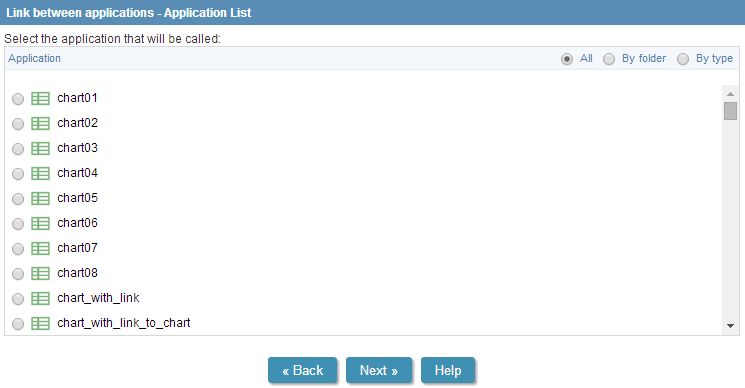 Link between applications - Application List
Select the application that will be called:
Application All By folder By type
chart01
chart02
chart03
chart04
chart05
chart06
chart07
chart08
chart_with_link
chart_with_link_to_chart
« Back Next » Help